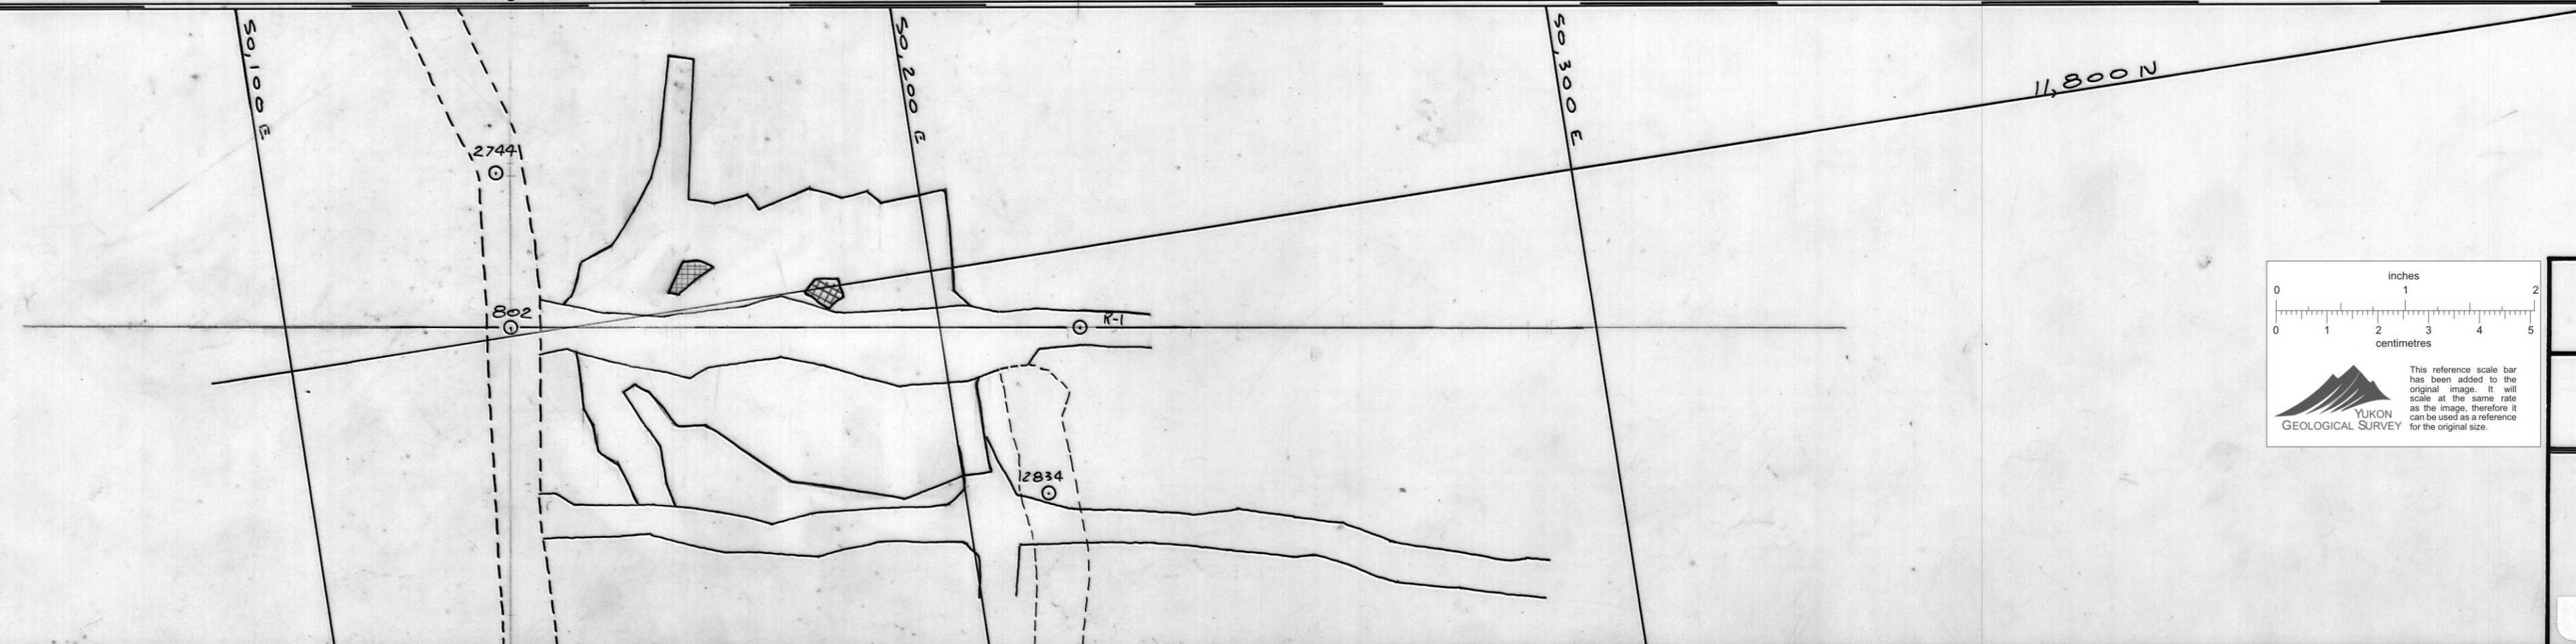 50,100 E
50,200 E
50,300 E
11,800 N
2744
802
R-1
2834
inches
0 1 2
0 1 2 3 4 5
centimetres
YUKON
GEOLOGICAL SURVEY
This reference scale bar
has been added to the
original image. It will
scale at the same rate
as the image, therefore it
can be used as a reference
for the original size.